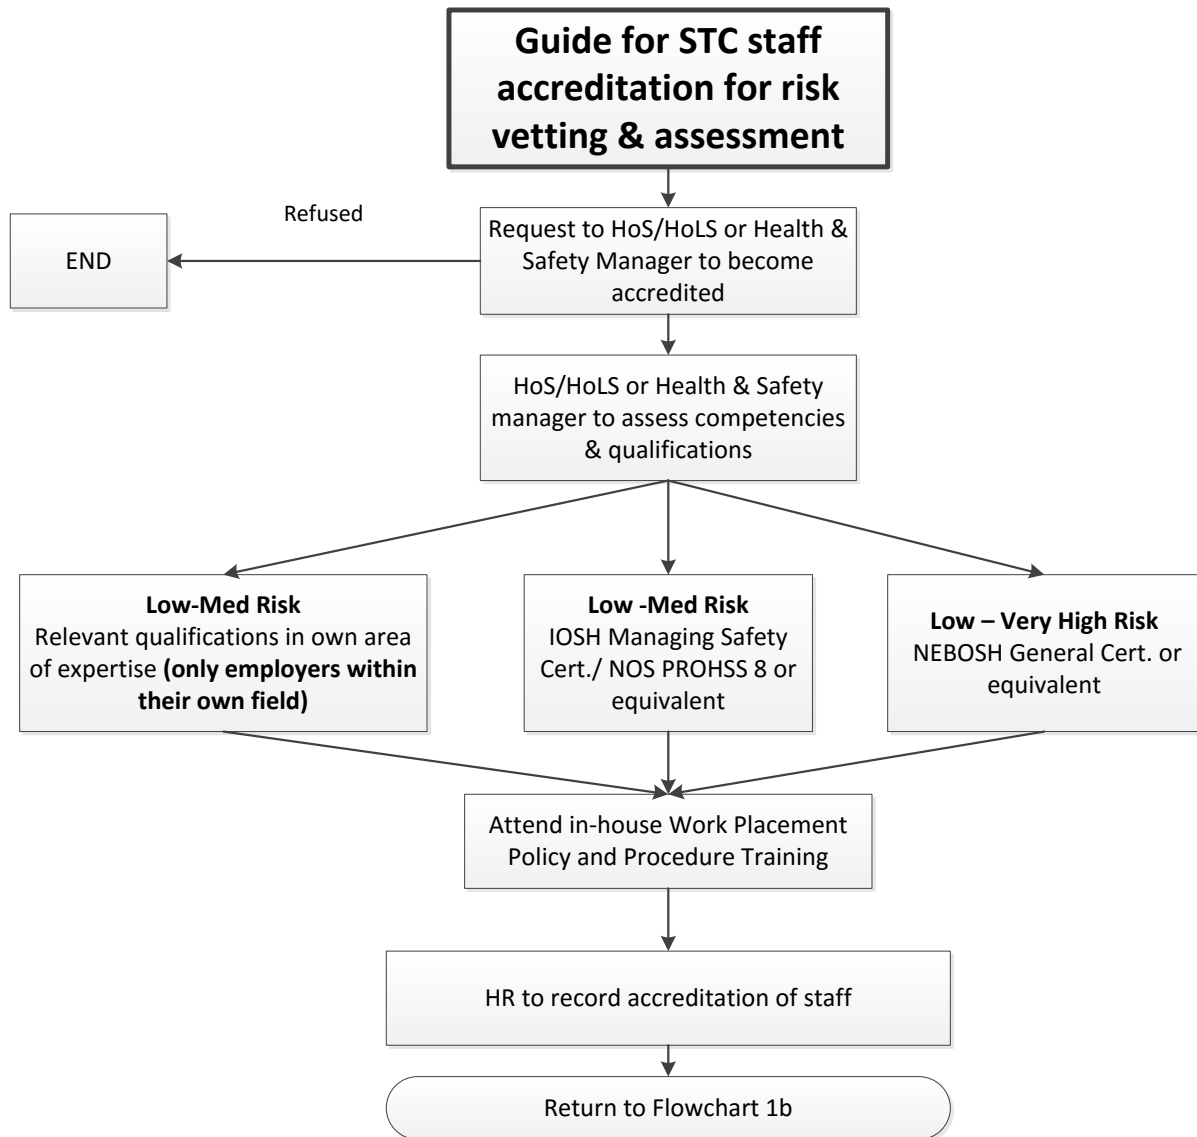 Guide for STC staff
accreditation for risk
vetting & assessment
Refused
END
Request to HoS/HoLS or Health &
Safety Manager to become
accredited
HoS/HoLS or Health & Safety
manager to assess competencies
& qualifications
Low-Med Risk
Relevant qualifications in own area
of expertise (only employers within
their own field)
Low -Med Risk
IOSH Managing Safety
Cert./ NOS PROHSS 8 or
equivalent
Low – Very High Risk
NEBOSH General Cert. or
equivalent
Attend in-house Work Placement
Policy and Procedure Training
HR to record accreditation of staff
Return to Flowchart 1b